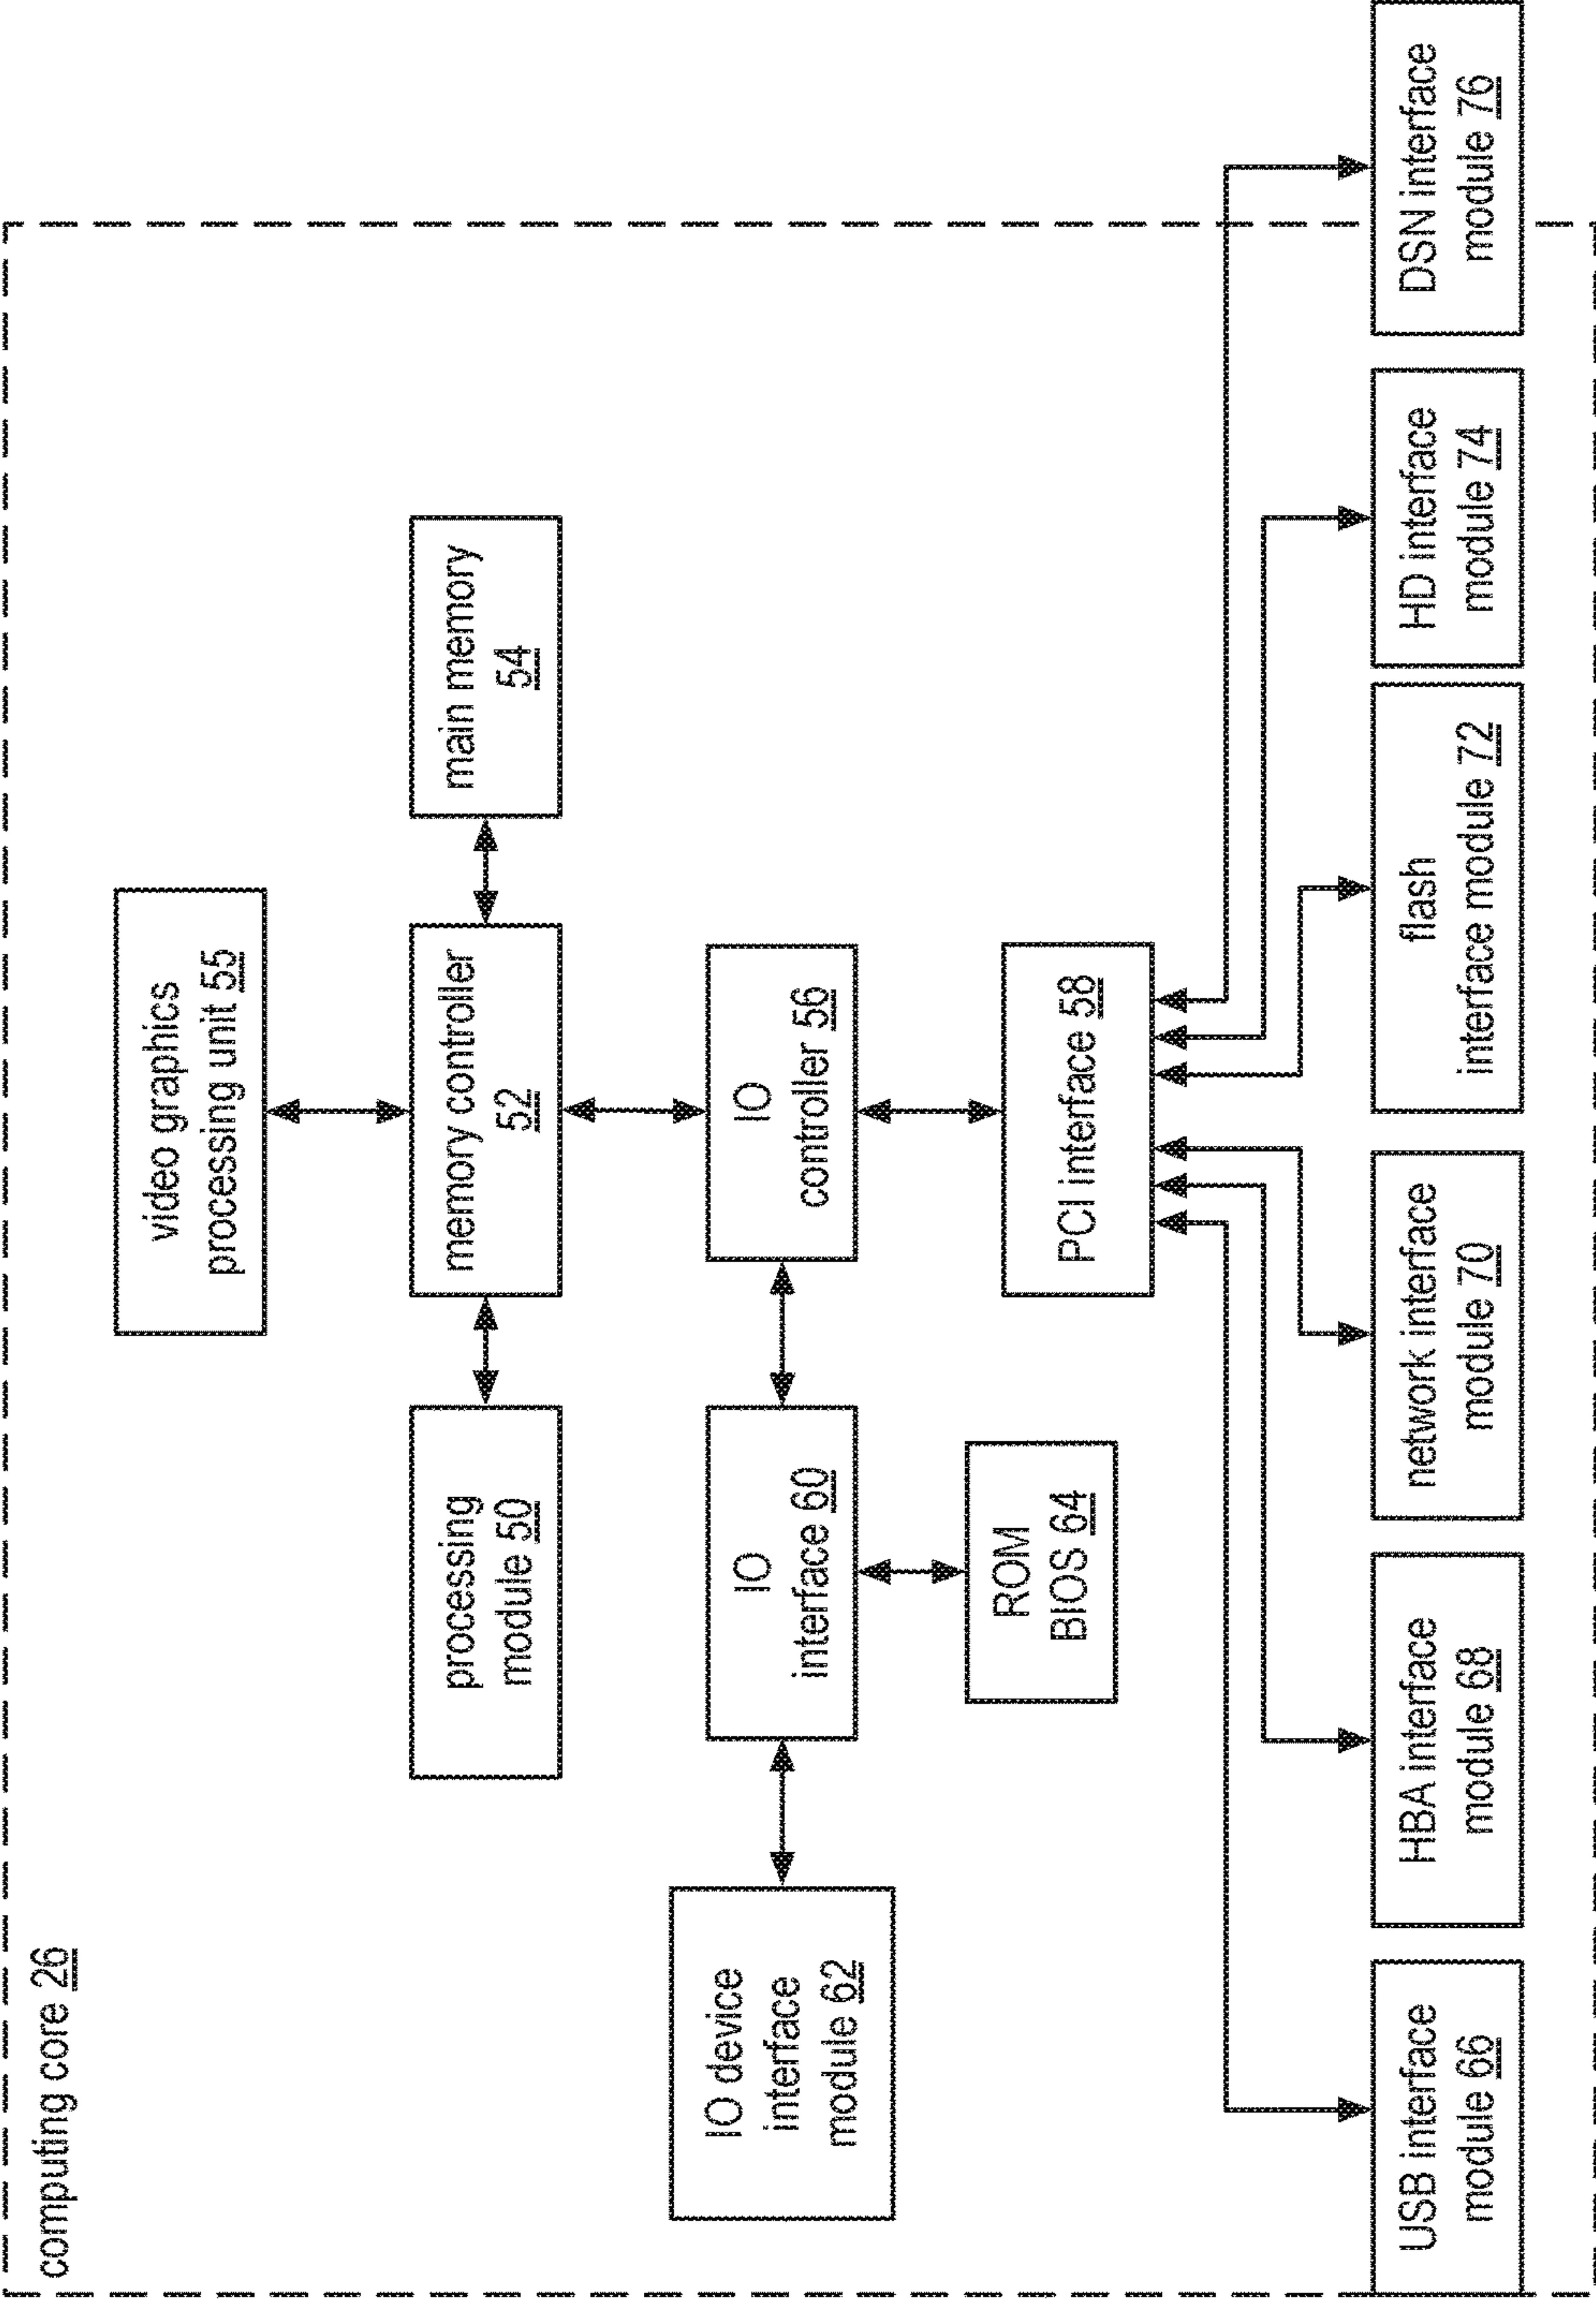 computing core 26
video graphics
processing unit 55
processing
module 50
memory controller
52
main memory
54
IO device
interface
module 62
IO
interface 60
IO
controller 56
ROM
BIOS 64
PCI interface 58
USB interface
module 66
HBA interface
module 68
network interface
module 70
flash
interface module 72
HD interface
module 74
DSN interface
module 76